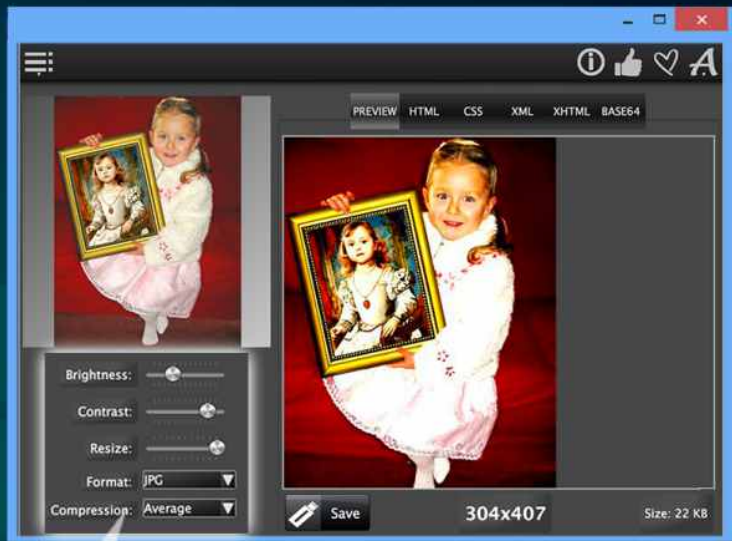 PREVIEW HTML CSS XML XHTML BASE64
Brightness:
Contrast:
Resize:
Format: JPG
Compression: Average
Save 304x407 Size: 22 KB